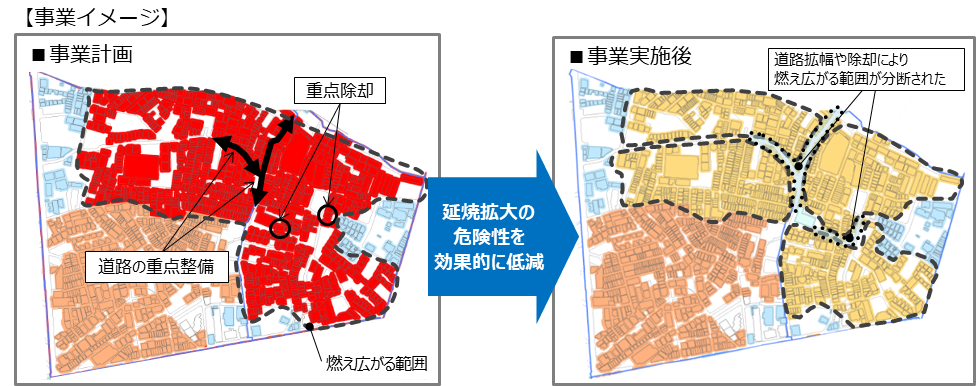 【事業イメージ】
■事業計画
重点除却
道路の重点整備
燃え広がる範囲
延焼拡大の
危険性を
効果的に低減
■事業実施後
道路拡幅や除却により
燃え広がる範囲が分断された